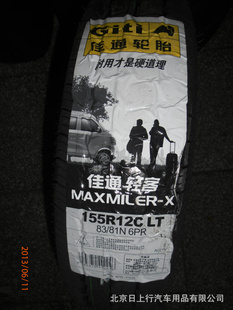 Giti
佳通轮胎
耐用才是硬道理
佳通轻客
MAXMILER-X
155R12C LT
83/81N 6PR
2013/06/11
北京日上行汽车用品有限公司